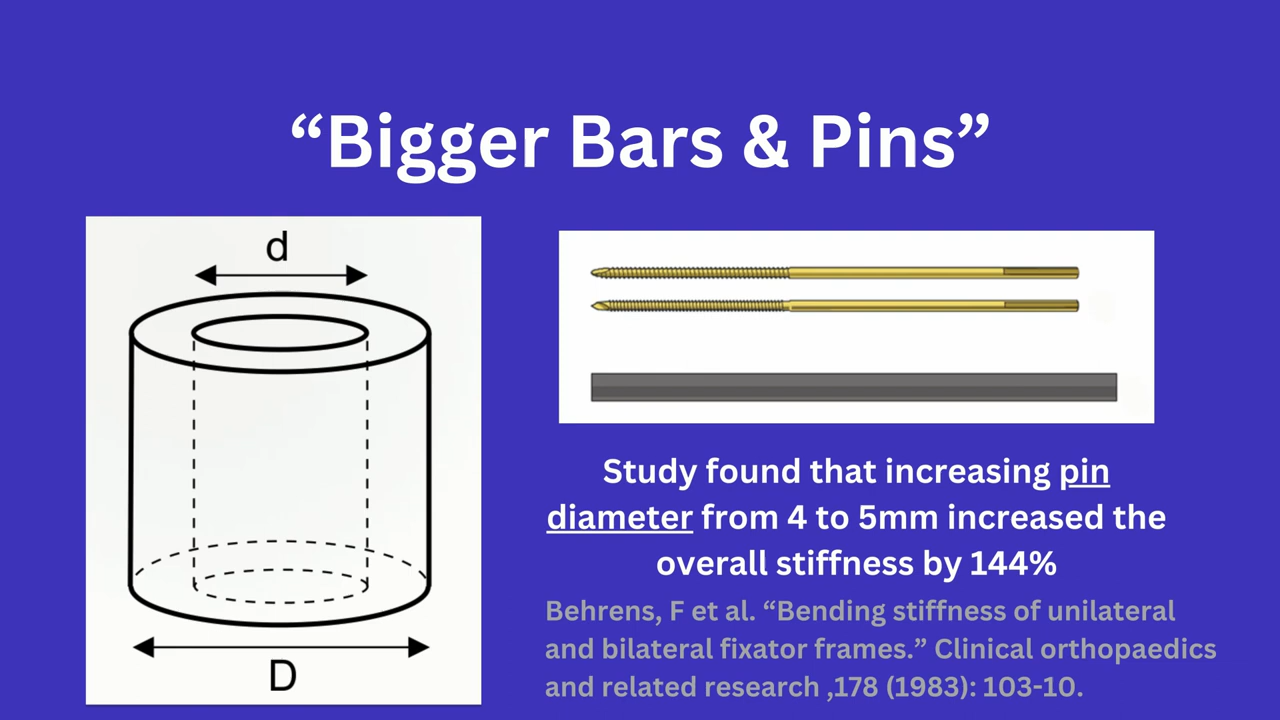 “Bigger Bars & Pins”
d
D
Study found that increasing pin
diameter from 4 to 5mm increased the
overall stiffness by 144%
Behrens, F et al. “Bending stiffness of unilateral
and bilateral fixator frames.” Clinical orthopaedics
and related research ,178 (1983): 103-10.